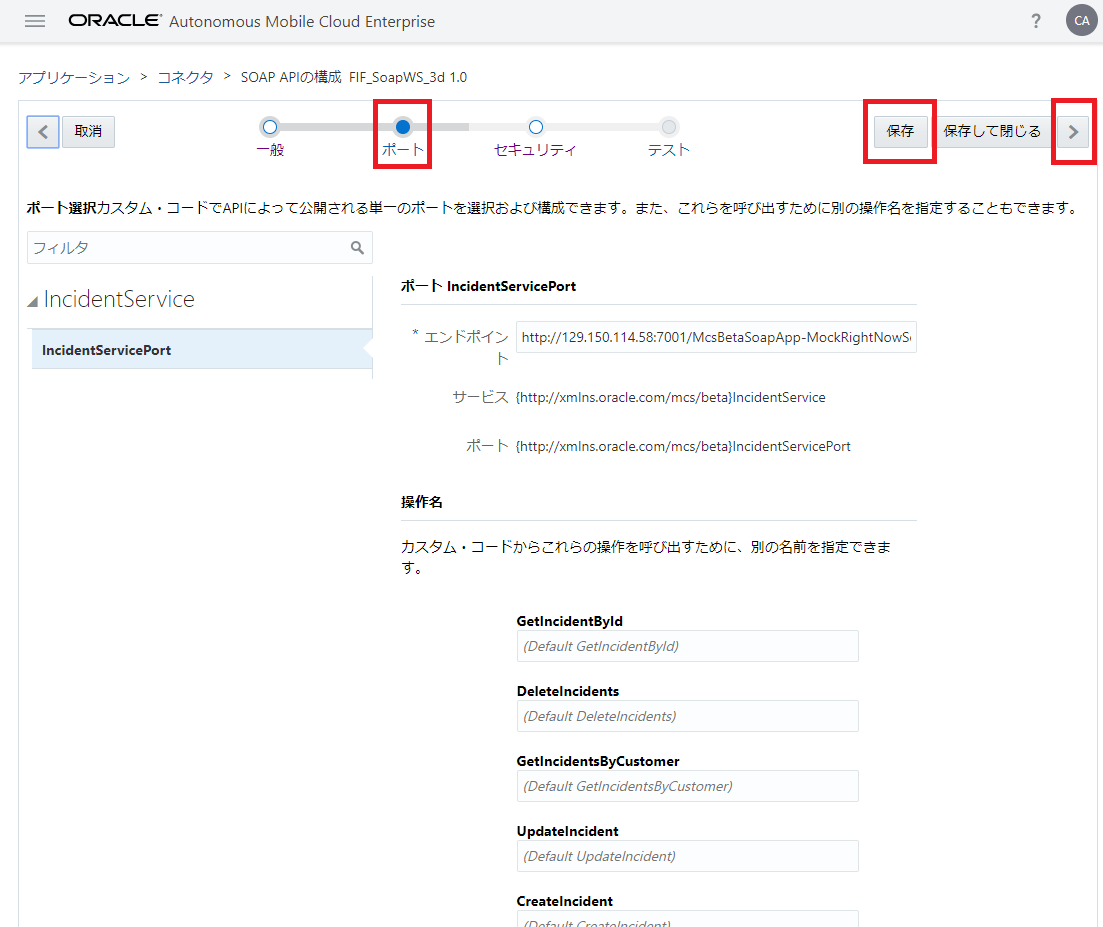 ORACLE® Autonomous Mobile Cloud Enterprise
?
CA
アプリケーション > コネクタ > SOAP APIの構成 FIF_SoapWS_3d 1.0
取消
一般
ポート
セキュリティ
テスト
保存
保存して閉じる
ポート選択カスタム・コードでAPIによって公開される単一のポートを選択および構成できます。また、これらを呼び出すために別の操作名を指定することもできます。
フィルタ
IncidentService
IncidentServicePort
ポート IncidentServicePort
* エンドポイン
ト
http://129.150.114.58:7001/McsBetaSoapApp-MockRightNowS
サービス {http://xmlns.oracle.com/mcs/beta}IncidentService
ポート {http://xmlns.oracle.com/mcs/beta}IncidentServicePort
操作名
カスタム・コードからこれらの操作を呼び出すために、別の名前を指定できま
す。
GetIncidentById
(Default GetIncidentById)
DeleteIncidents
(Default DeleteIncidents)
GetIncidentsByCustomer
(Default GetIncidentsByCustomer)
UpdateIncident
(Default UpdateIncident)
CreateIncident
(Default CreateIncident)